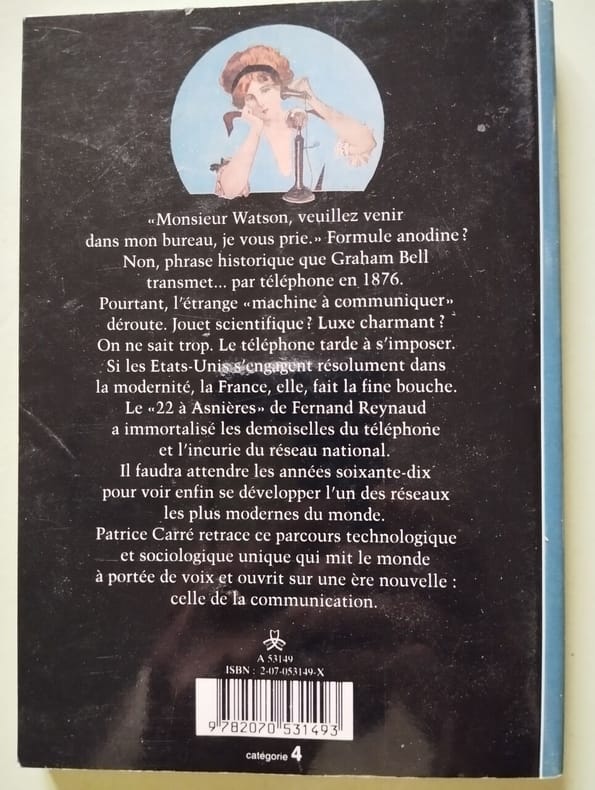 «Monsieur Watson, veuillez venir
dans mon bureau, je vous prie.» Formule anodine ?
Non, phrase historique que Graham Bell
transmet... par téléphone en 1876.
Pourtant, l'étrange «machine à communiquer»
déroute. Jouet scientifique ? Luxe charmant ?
On ne sait trop. Le téléphone tarde à s'imposer.
Si les Etats-Unis s'engagent résolument dans
la modernité, la France, elle, fait la fine bouche.
Le «22 à Asnières» de Fernand Reynaud
a immortalisé les demoiselles du téléphone
et l'incurie du réseau national.
Il faudra attendre les années soixante-dix
pour voir enfin se développer l'un des réseaux
les plus modernes du monde.
Patrice Carré retrace ce parcours technologique
et sociologique unique qui mit le monde
à portée de voix et ouvrit sur une ère nouvelle :
celle de la communication.
A 53149
ISBN : 2-07-053149-X
9 782070 531493
catégorie 4